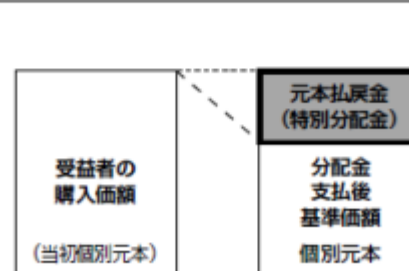 元本払戻金
（特別分配金）
受益者の
購入価額
（当初個別元本）
分配金
支払後
基準価額
個別元本